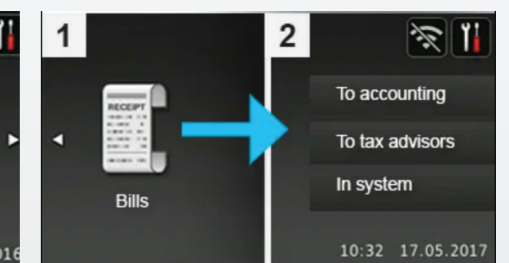 1
2
RECEIPT
Bills
To accounting
To tax advisors
In system
10:32 17.05.2017